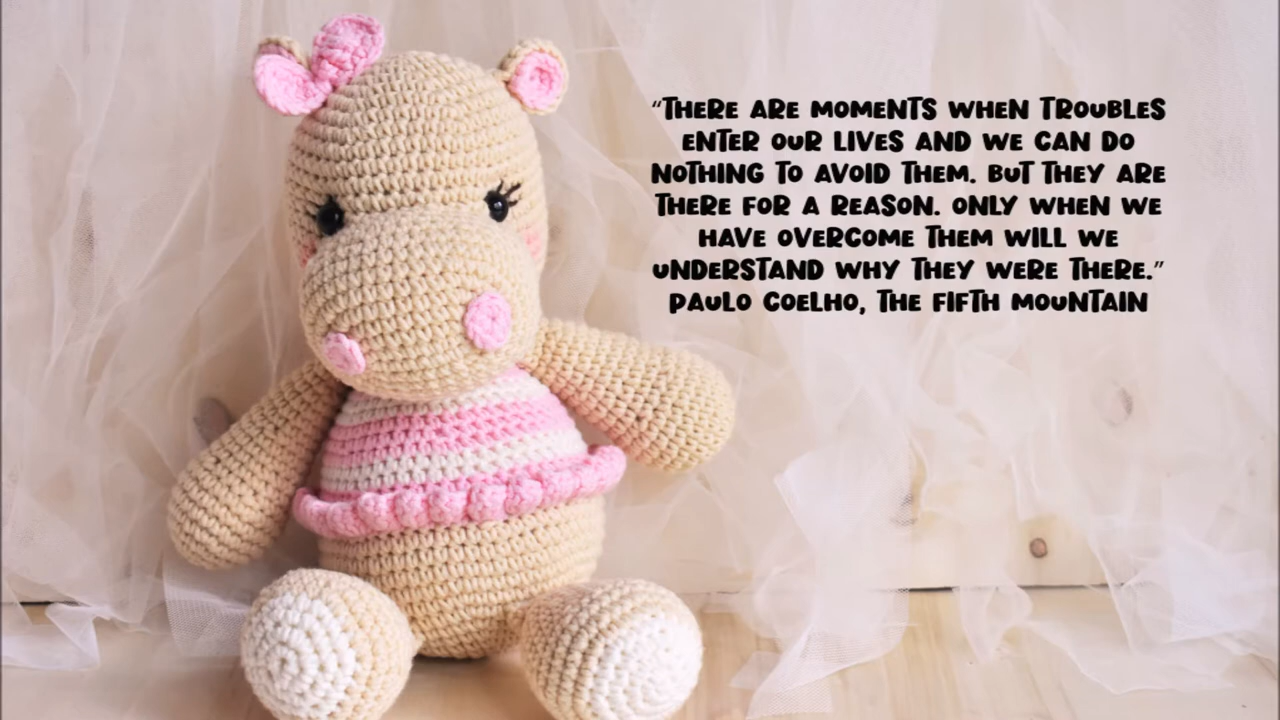 “THERE ARE MOMENTS WHEN TROUBLES
ENTER OUR LIVES AND WE CAN DO
NOTHING TO AVOID THEM. BUT THEY ARE
THERE FOR A REASON. ONLY WHEN WE
HAVE OVERCOME THEM WILL WE
UNDERSTAND WHY THEY WERE THERE.”
PAULO COELHO, THE FIFTH MOUNTAIN